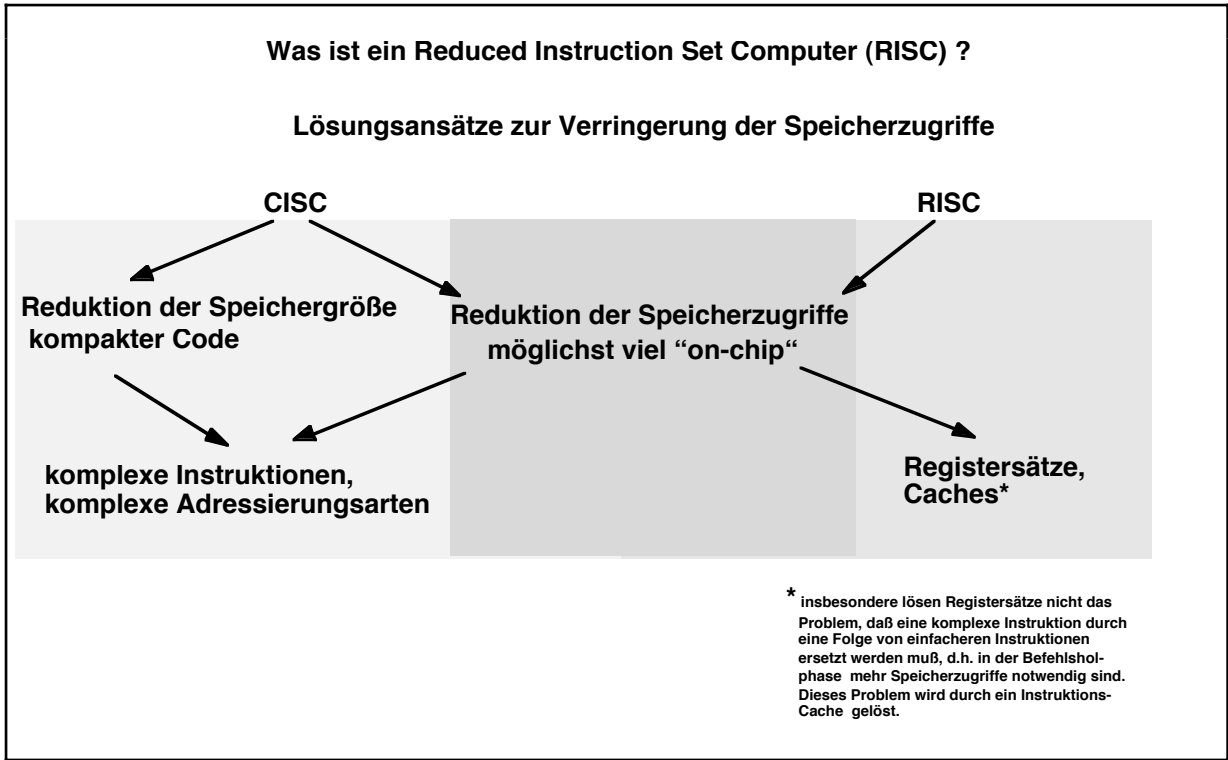 Was ist ein Reduced Instruction Set Computer (RISC) ?
Lösungsansätze zur Verringerung der Speicherzugriffe
CISC
RISC
Reduktion der Speichergröße
kompakter Code
Reduktion der Speicherzugriffe
möglichst viel “on-chip“
komplexe Instruktionen,
komplexe Adressierungsarten
Registersätze,
Caches*
* insbesondere lösen Registersätze nicht das
Problem, daß eine komplexe Instruktion durch
eine Folge von einfacheren Instruktionen
ersetzt werden muß, d.h. in der Befehlshol-
phase mehr Speicherzugriffe notwendig sind.
Dieses Problem wird durch ein Instruktions-
Cache gelöst.